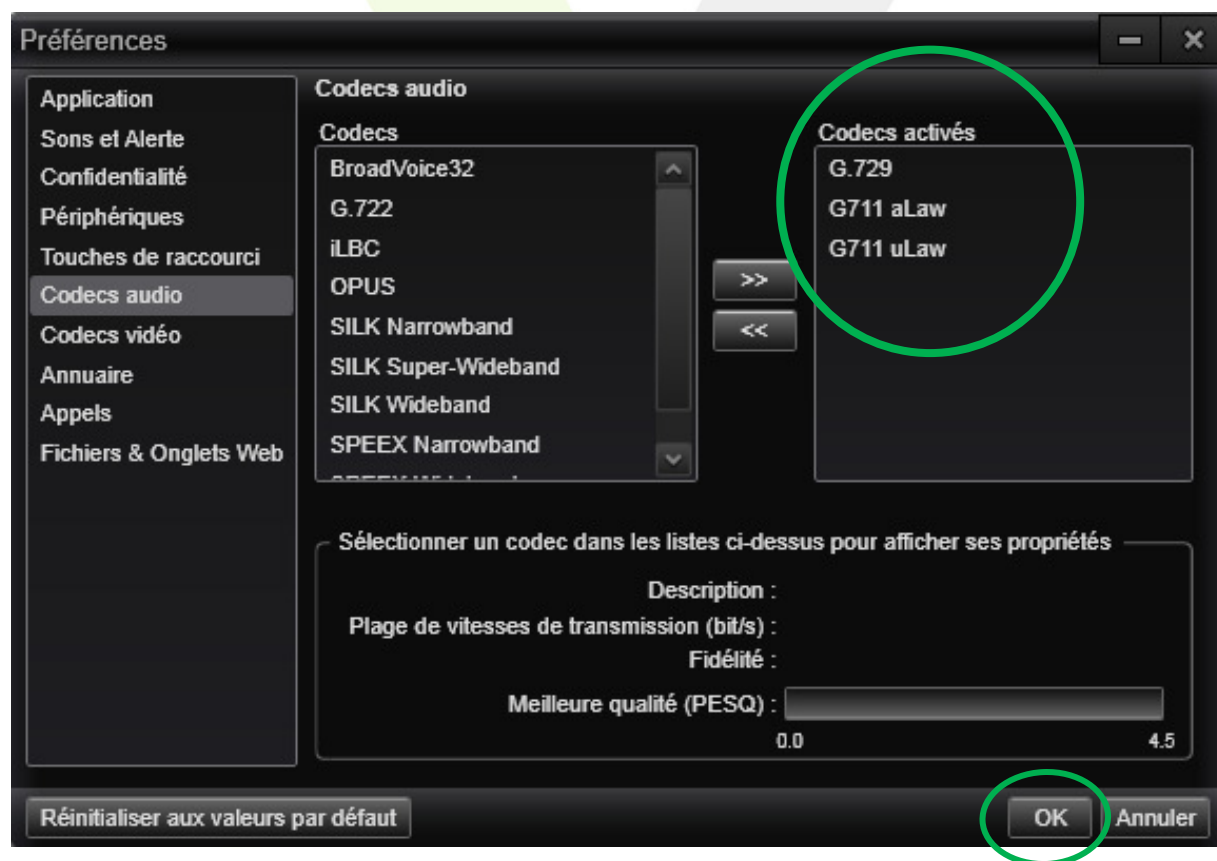 Préférences
Application
Sons et Alerte
Confidentialité
Périphériques
Touches de raccourci
Codecs audio
Codecs vidéo
Annuaire
Appels
Fichiers & Onglets Web
Codecs audio
Codecs
BroadVoice32
G.722
iLBC
OPUS
SILK Narrowband
SILK Super-Wideband
SILK Wideband
SPEEX Narrowband
>>
<<
Codecs activés
G.729
G711 aLaw
G711 uLaw
Sélectionner un codec dans les listes ci-dessus pour afficher ses propriétés
Description :
Plage de vitesses de transmission (bit/s) :
Fidélité :
Meilleure qualité (PESQ) :
0.0 4.5
Réinitialiser aux valeurs par défaut
OK
Annuler